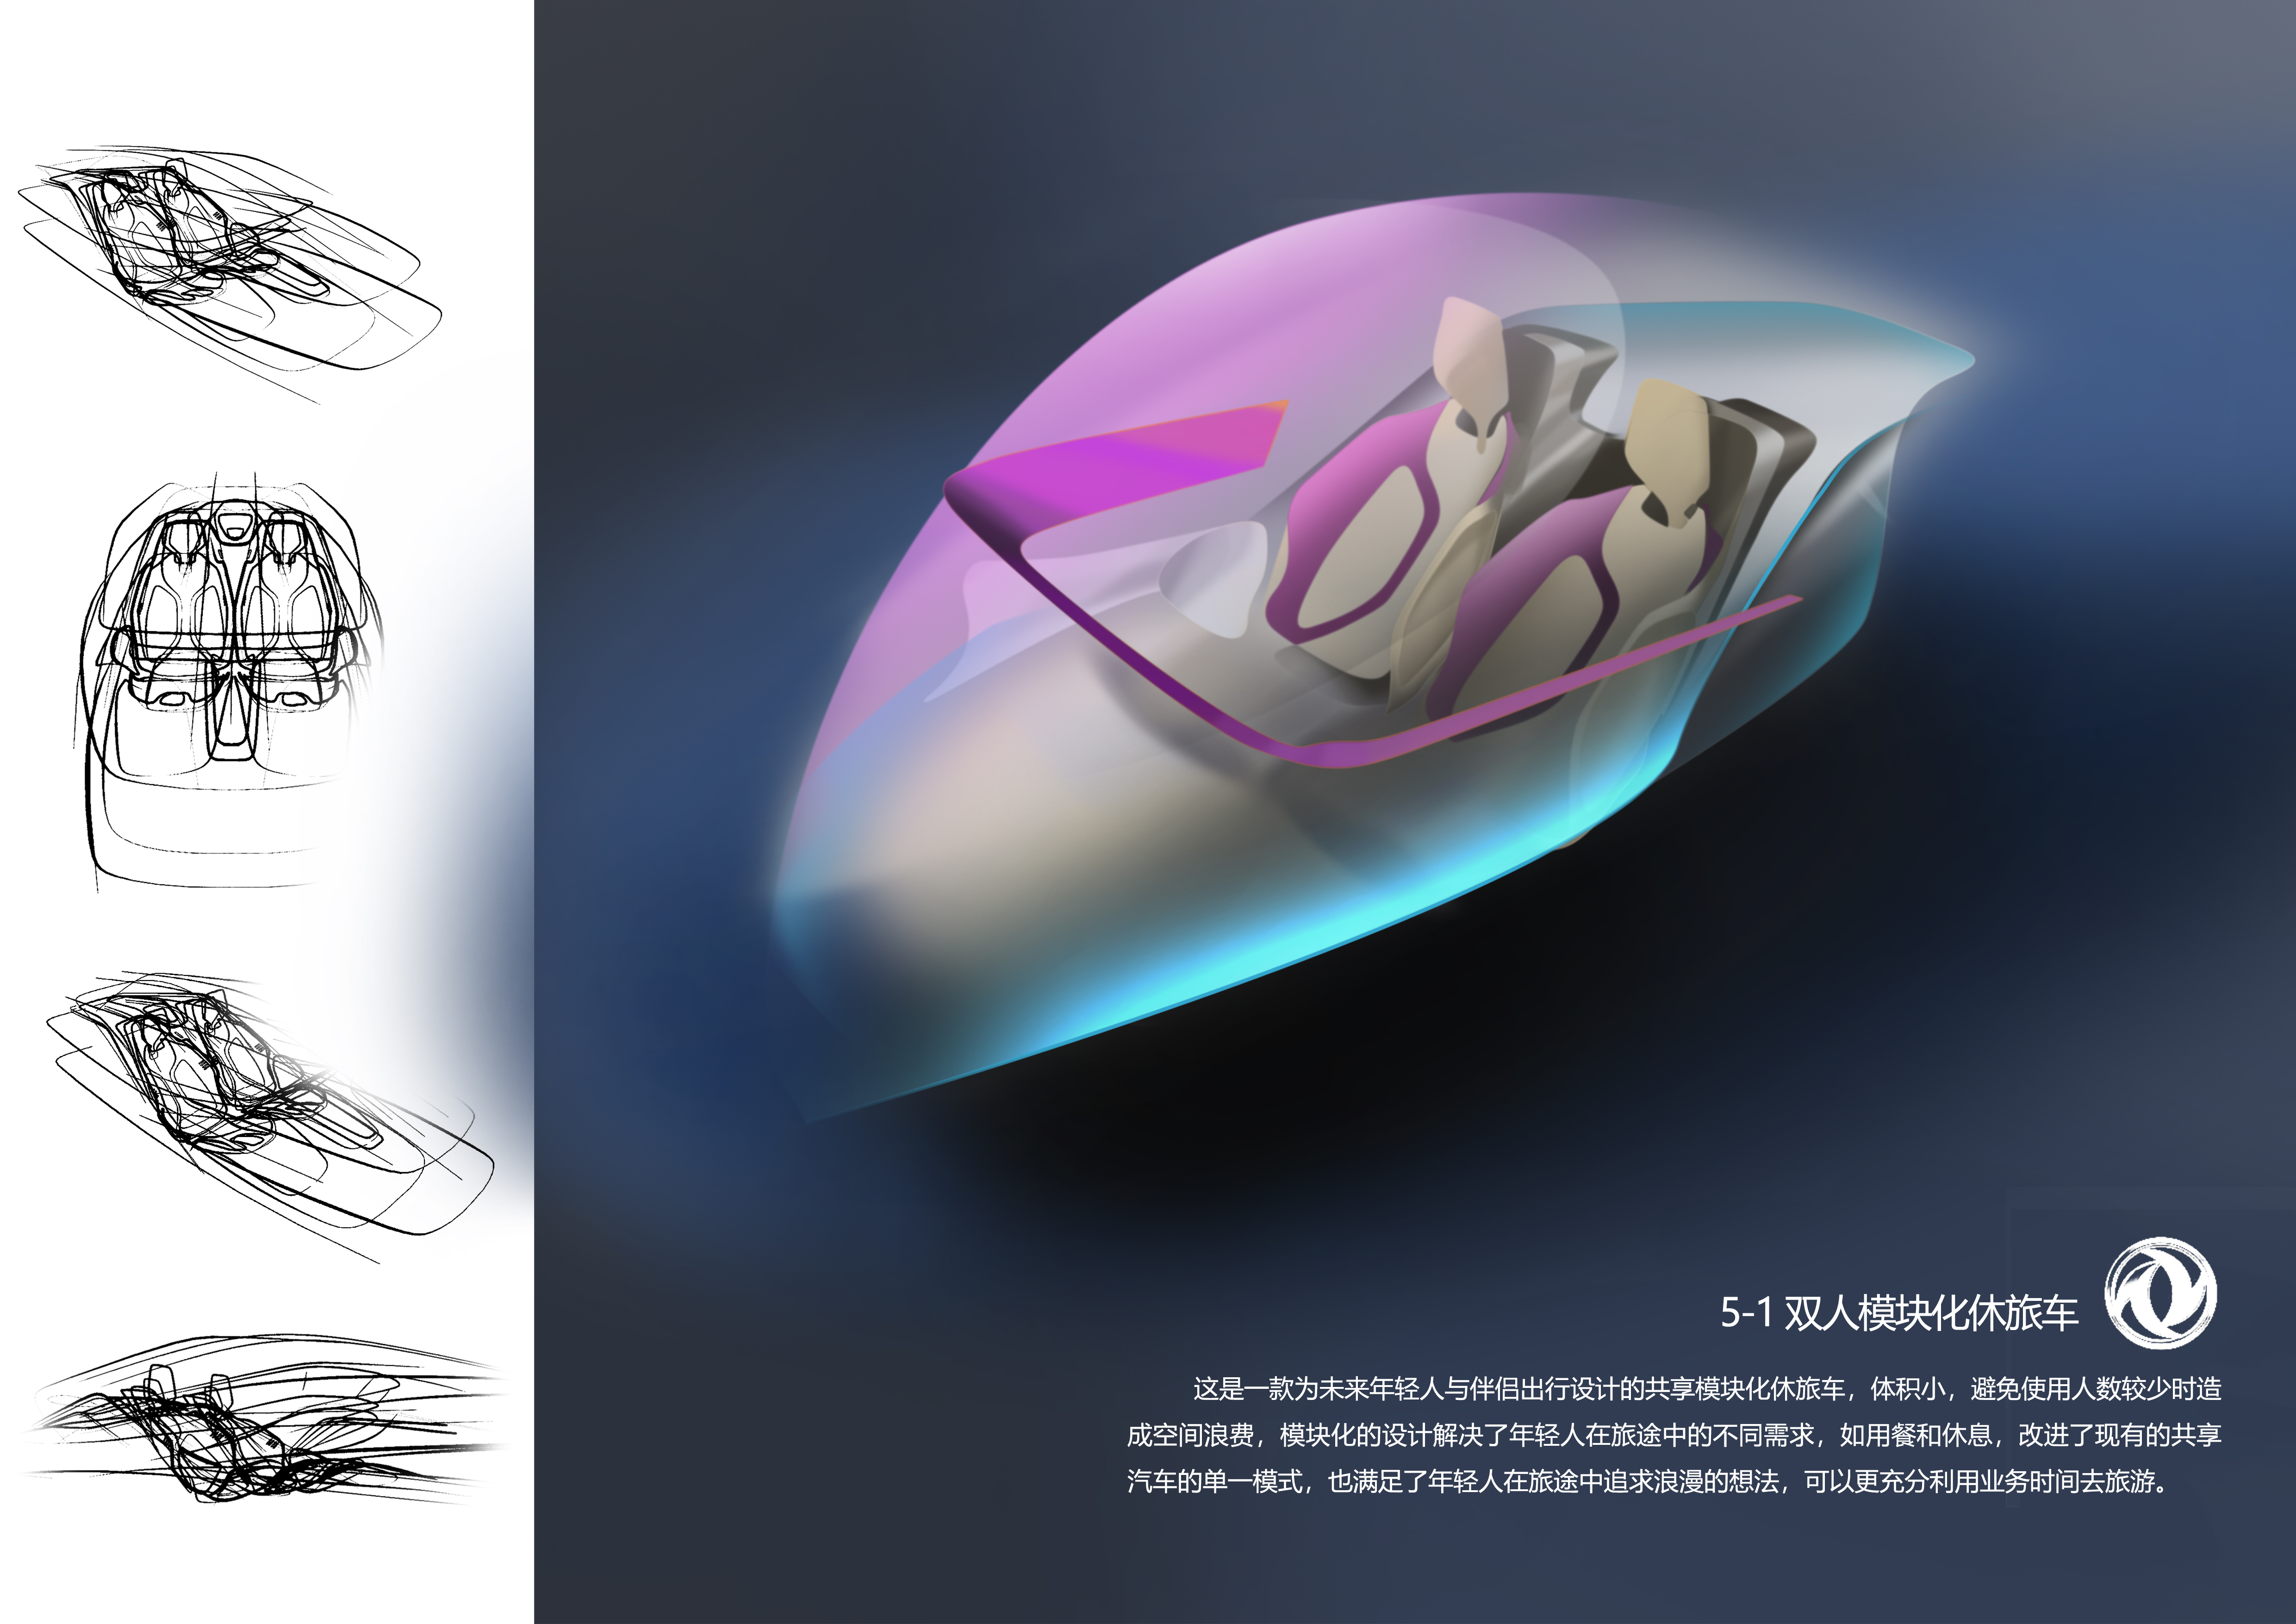 5-1 双人模块化休旅车
这是一款为未来年轻人与伴侣出行设计的共享模块化休旅车，体积小，避免使用人数较少时造
成空间浪费，模块化的设计解决了年轻人在旅途中的不同需求，如用餐和休息，改进了现有的共享
汽车的单一模式，也满足了年轻人在旅途中追求浪漫的想法，可以更充分利用业务时间去旅游。